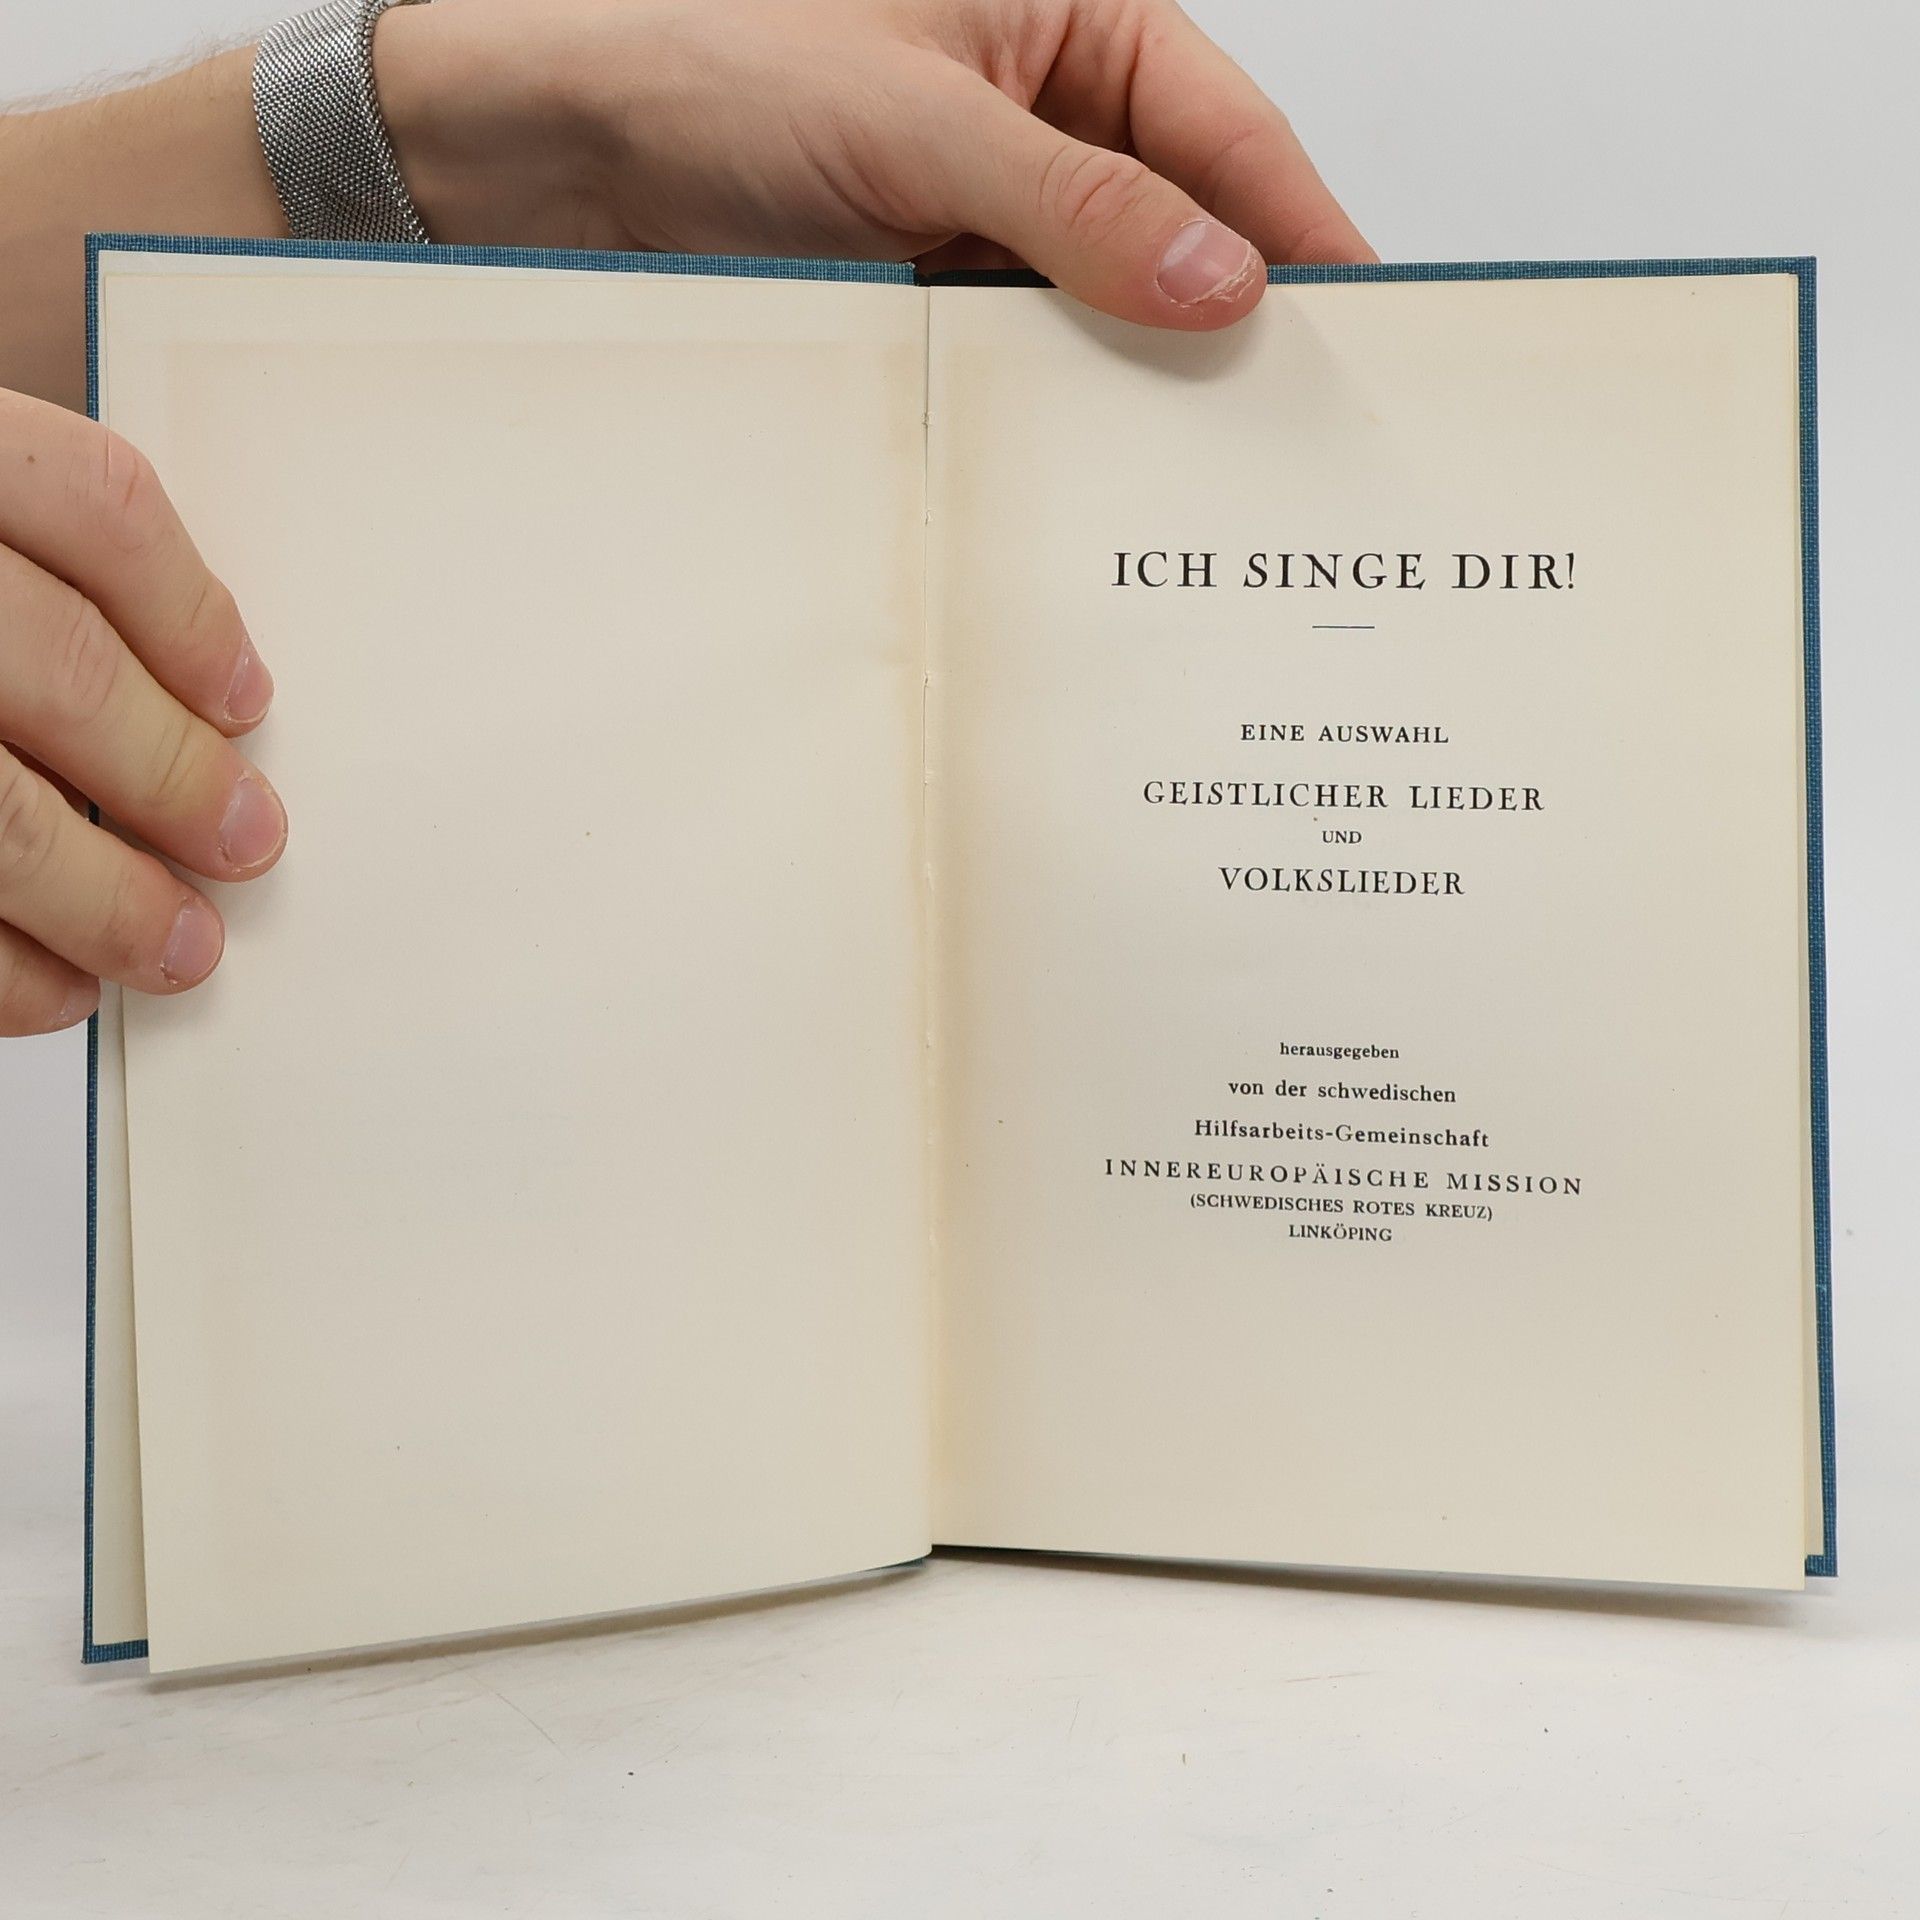 ICH SINGE DIR!
EINE AUSWAHL
GEISTLICHER LIEDER
UND
VOLKSLIEDER
herausgegeben
von der schwedischen
Hilfsarbeits-Gemeinschaft
INNEREUROPÄISCHE MISSION
(SCHWEDISCHES ROTES KREUZ)
LINKÖPING